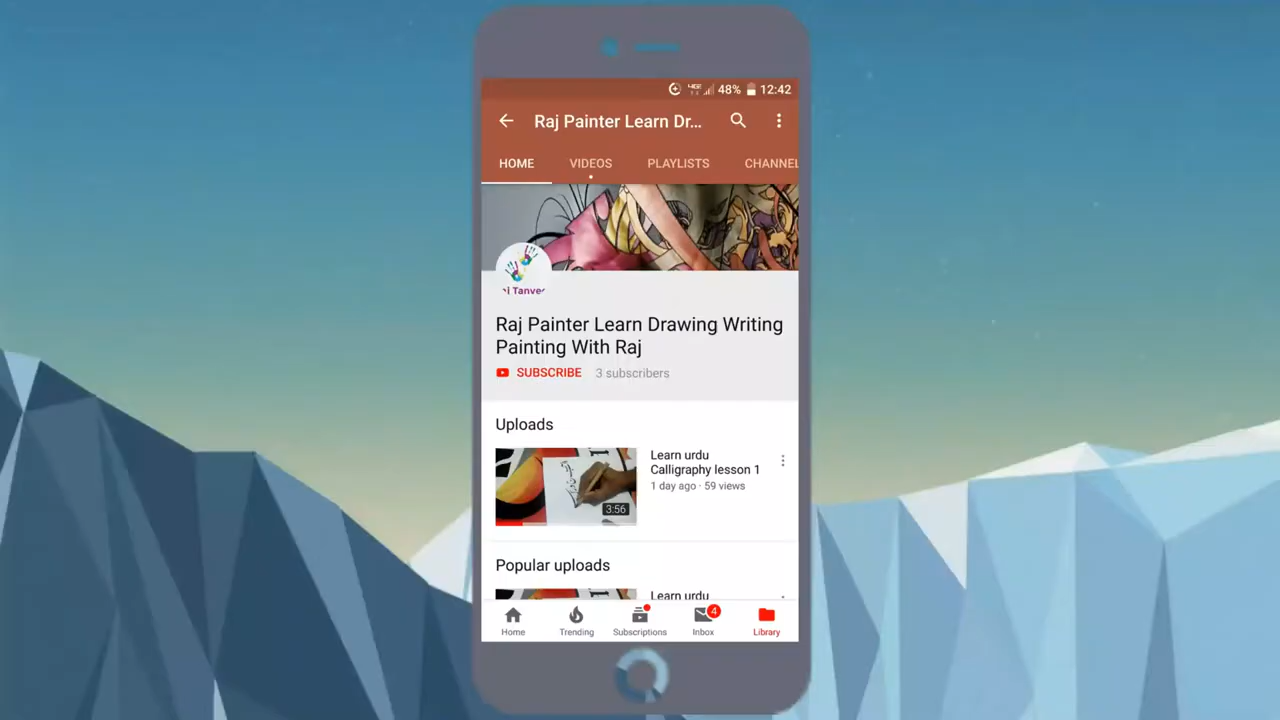 48% 12:42
Raj Painter Learn Dr...
HOME VIDEOS PLAYLISTS CHANNEL
Raj Painter Learn Drawing Writing
Painting With Raj
SUBSCRIBE 3 subscribers
Uploads
Learn urdu
Calligraphy lesson 1
1 day ago · 59 views
3:56
Popular uploads
Learn urdu
4
Home Trending Subscriptions Inbox Library